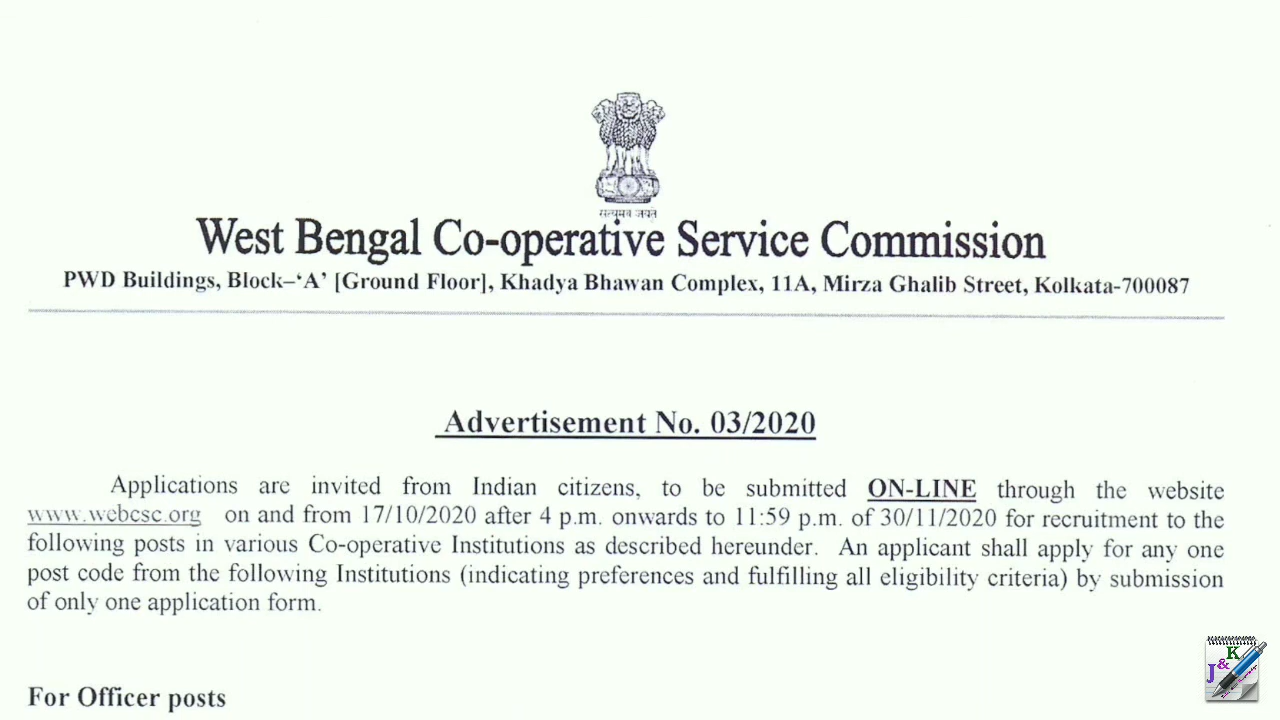 सत्यमेव जयते
West Bengal Co-operative Service Commission
PWD Buildings, Block–‘A’ [Ground Floor], Khadya Bhawan Complex, 11A, Mirza Ghalib Street, Kolkata-700087
Advertisement No. 03/2020
Applications are invited from Indian citizens, to be submitted ON-LINE through the website
www.webcsc.org on and from 17/10/2020 after 4 p.m. onwards to 11:59 p.m. of 30/11/2020 for recruitment to the
following posts in various Co-operative Institutions as described hereunder. An applicant shall apply for any one
post code from the following Institutions (indicating preferences and fulfilling all eligibility criteria) by submission
of only one application form.
J&K
For Officer posts